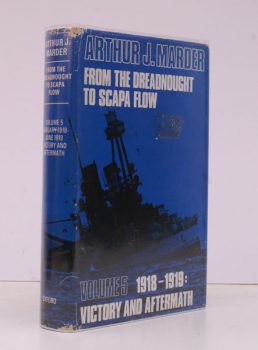 ARTHUR J.
MARDER
FROM THE
DREADNOUGHT
TO SCAPA
FLOW
VOLUME 5
1918-
JUNE 1919
VICTORY AND
AFTERMATH
OXFORD
ARTHUR J. MARDER
FROM THE DREADNOUGHT
TO SCAPA FLOW
VOLUME 5 1918-1919:
VICTORY AND AFTERMATH